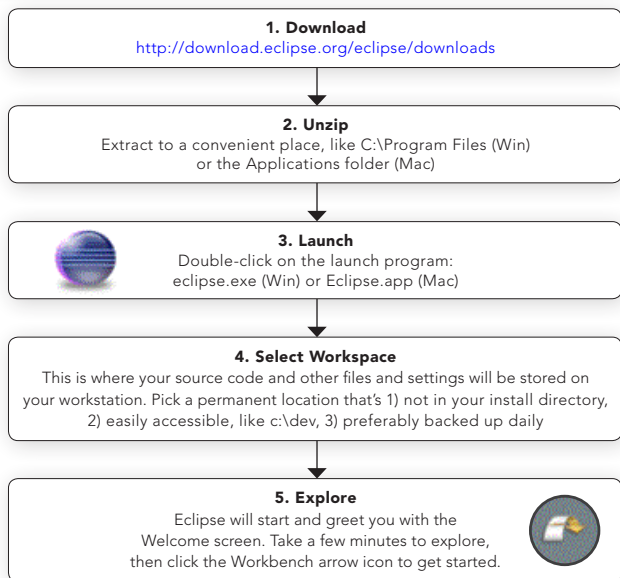 1. Download
http://download.eclipse.org/eclipse/downloads
2. Unzip
Extract to a convenient place, like C:\Program Files (Win)
or the Applications folder (Mac)
3. Launch
Double-click on the launch program:
eclipse.exe (Win) or Eclipse.app (Mac)
4. Select Workspace
This is where your source code and other files and settings will be stored on
your workstation. Pick a permanent location that's 1) not in your install directory,
2) easily accessible, like c:\dev, 3) preferably backed up daily
5. Explore
Eclipse will start and greet you with the
Welcome screen. Take a few minutes to explore,
then click the Workbench arrow icon to get started.